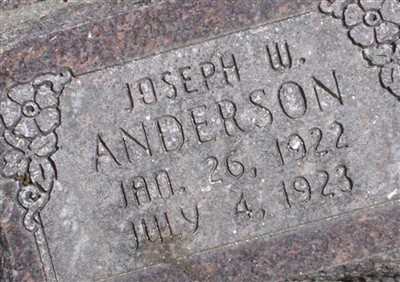 JOSEPH W.
ANDERSON
JAN. 26, 1922
JULY 4, 1923